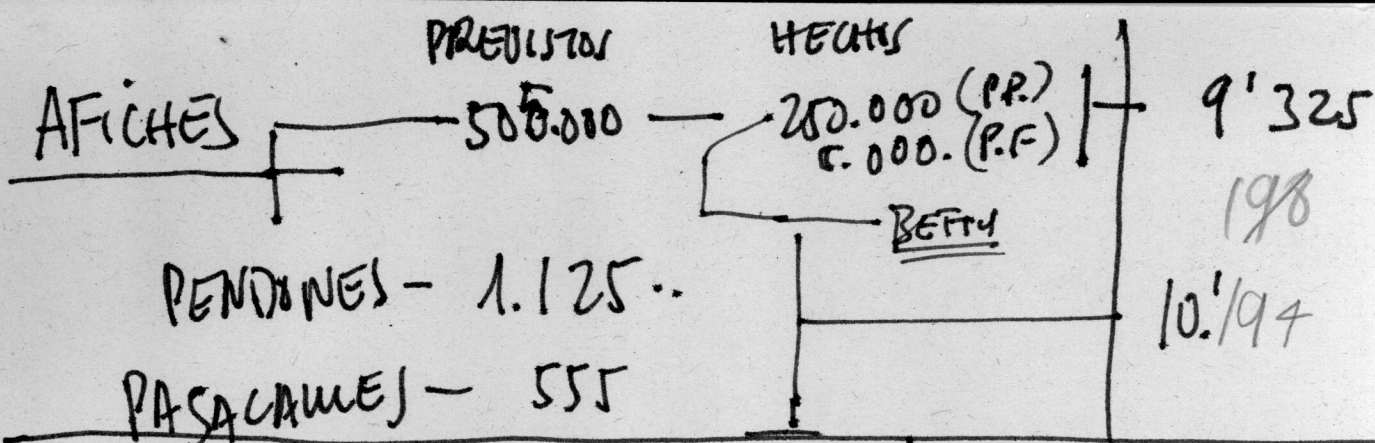 PREVISTOS HECHOS
AFICHES 505.000 250.000 (P.P.) 9'325
5.000. (P.F)
198
BETTY
PENDONES - 1.125.. 10.'194
PASACALLES - 555